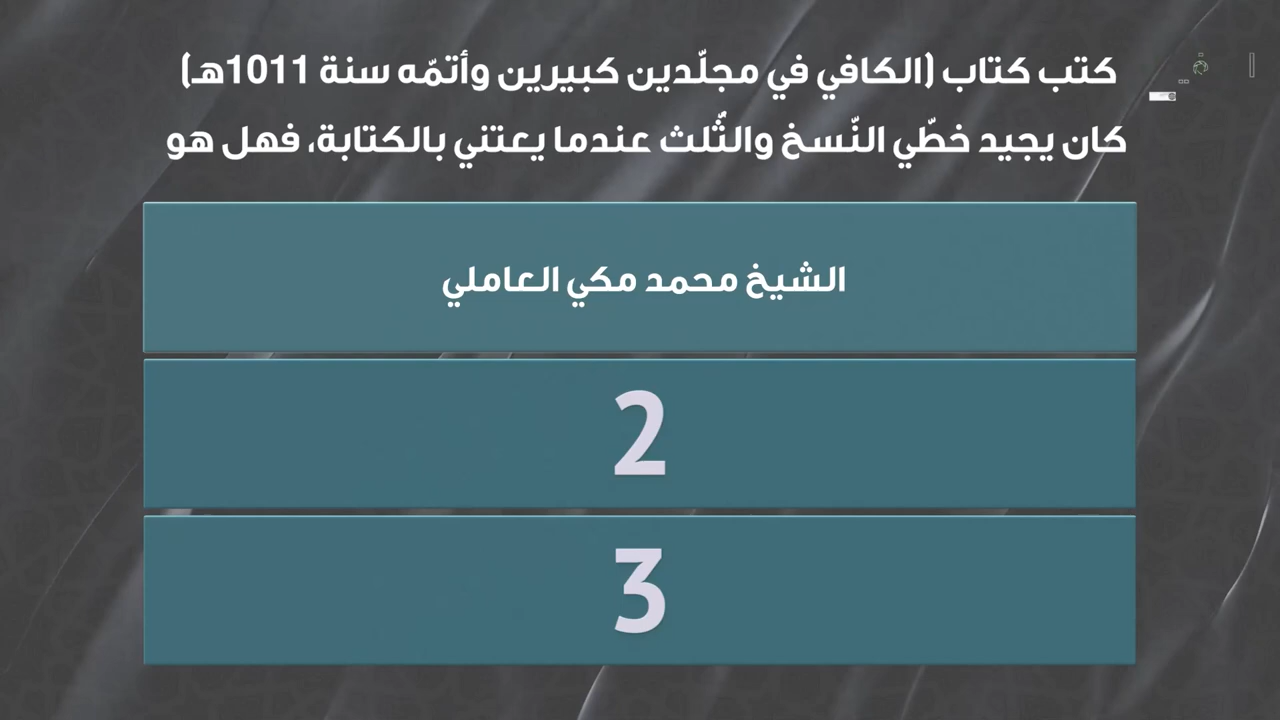 كتب كتاب (الكافي في مجلّدين كبيرين وأتمّه سنة 1011هـ)
كان يجيد خطّي النّسخ والثّلث عندما يعتني بالكتابة، فهل هو
الشيخ محمد مكي العاملي
2
3